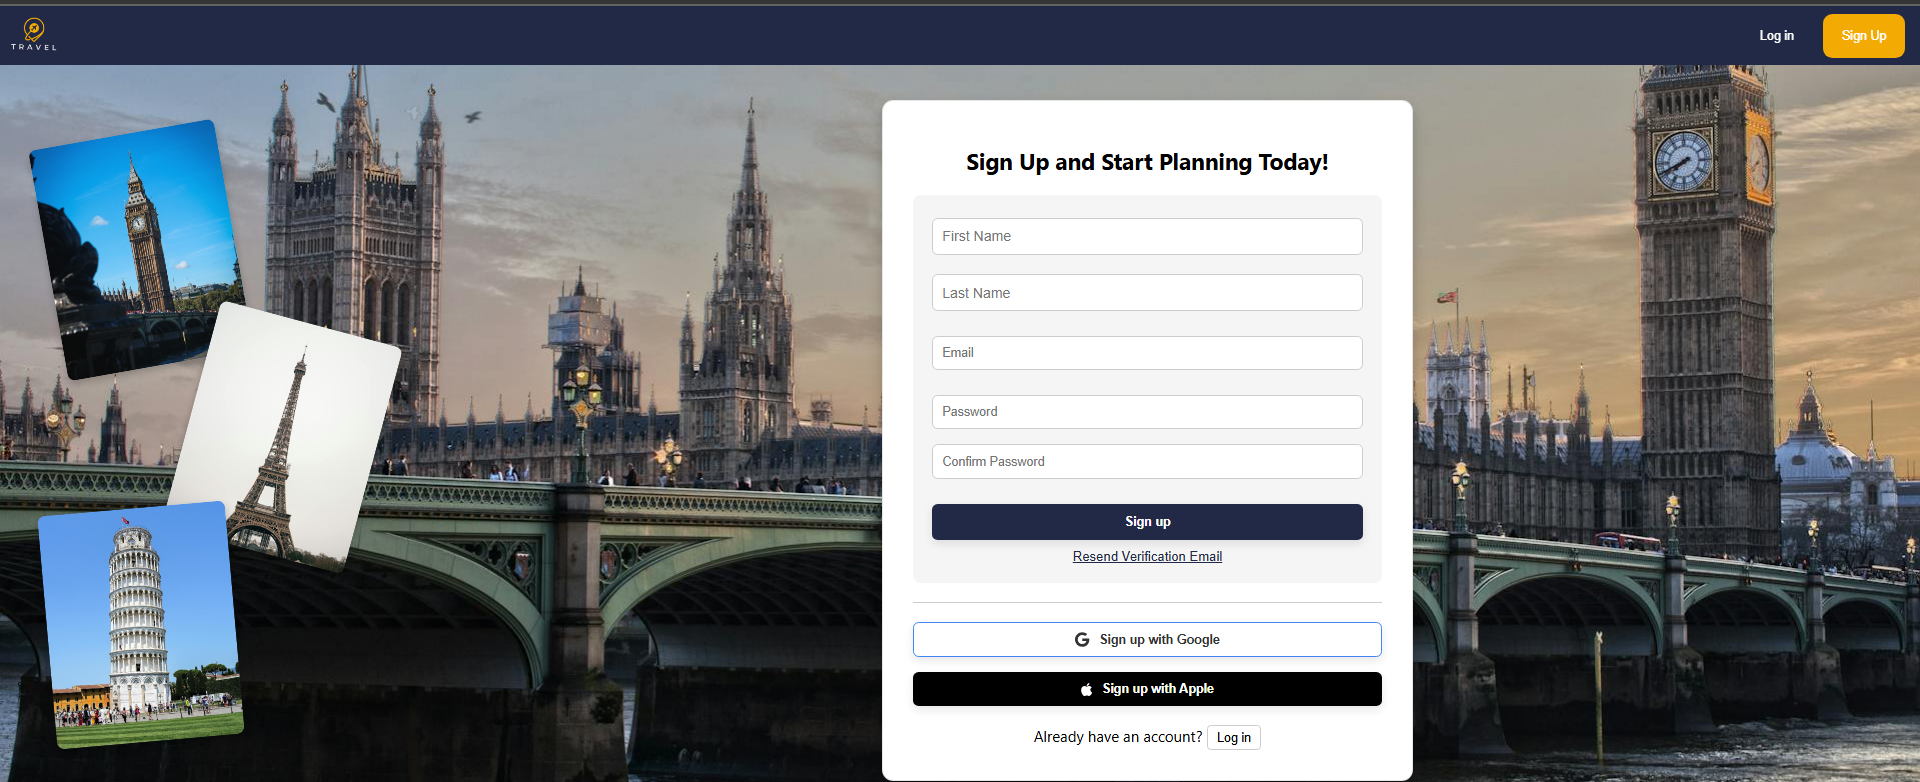 TRAVEL
Log in
Sign Up
Sign Up and Start Planning Today!
First Name
Last Name
Email
Password
Confirm Password
Sign up
Resend Verification Email
Sign up with Google
Sign up with Apple
Already have an account? Log in